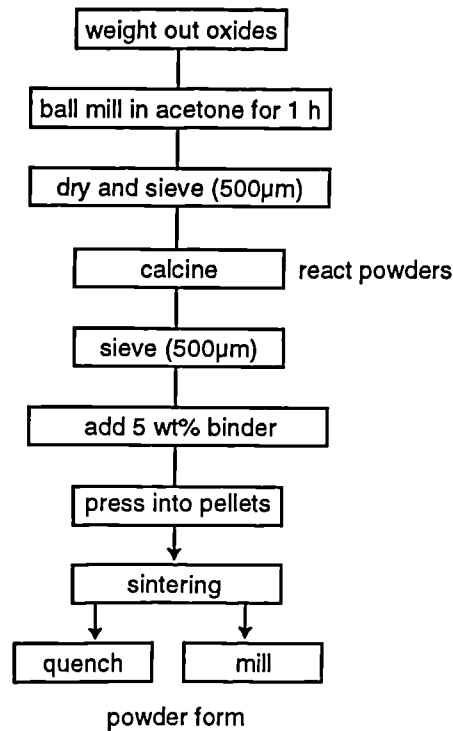 weight out oxides
ball mill in acetone for 1 h
dry and sieve (500µm)
calcine
react powders
sieve (500µm)
add 5 wt% binder
press into pellets
sintering
quench
mill
powder form